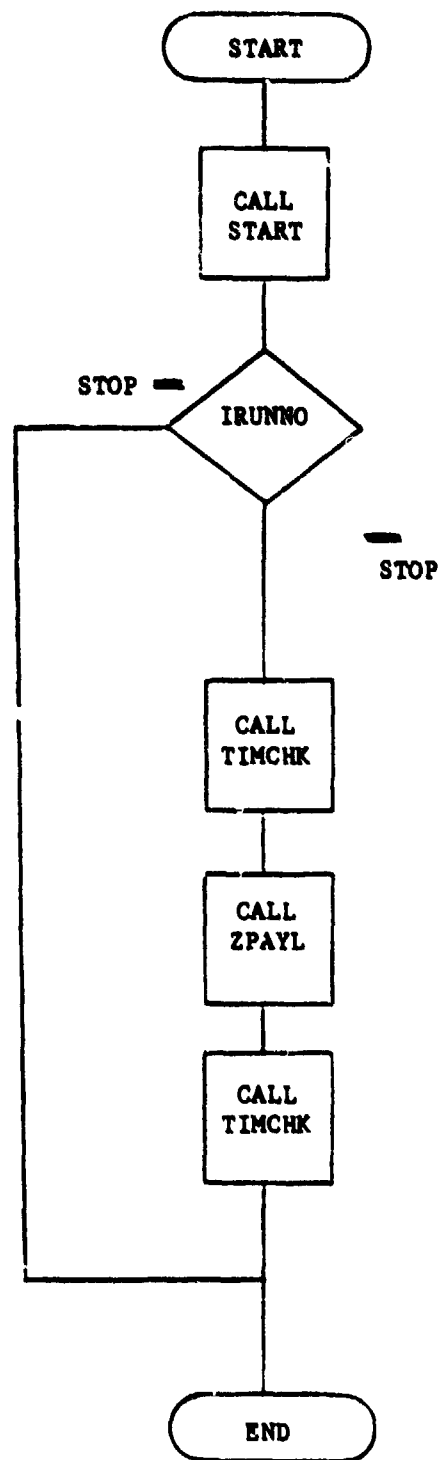 START
CALL
START
STOP
IRUNNO
STOP
CALL
TIMCHK
CALL
ZPAYL
CALL
TIMCHK
END